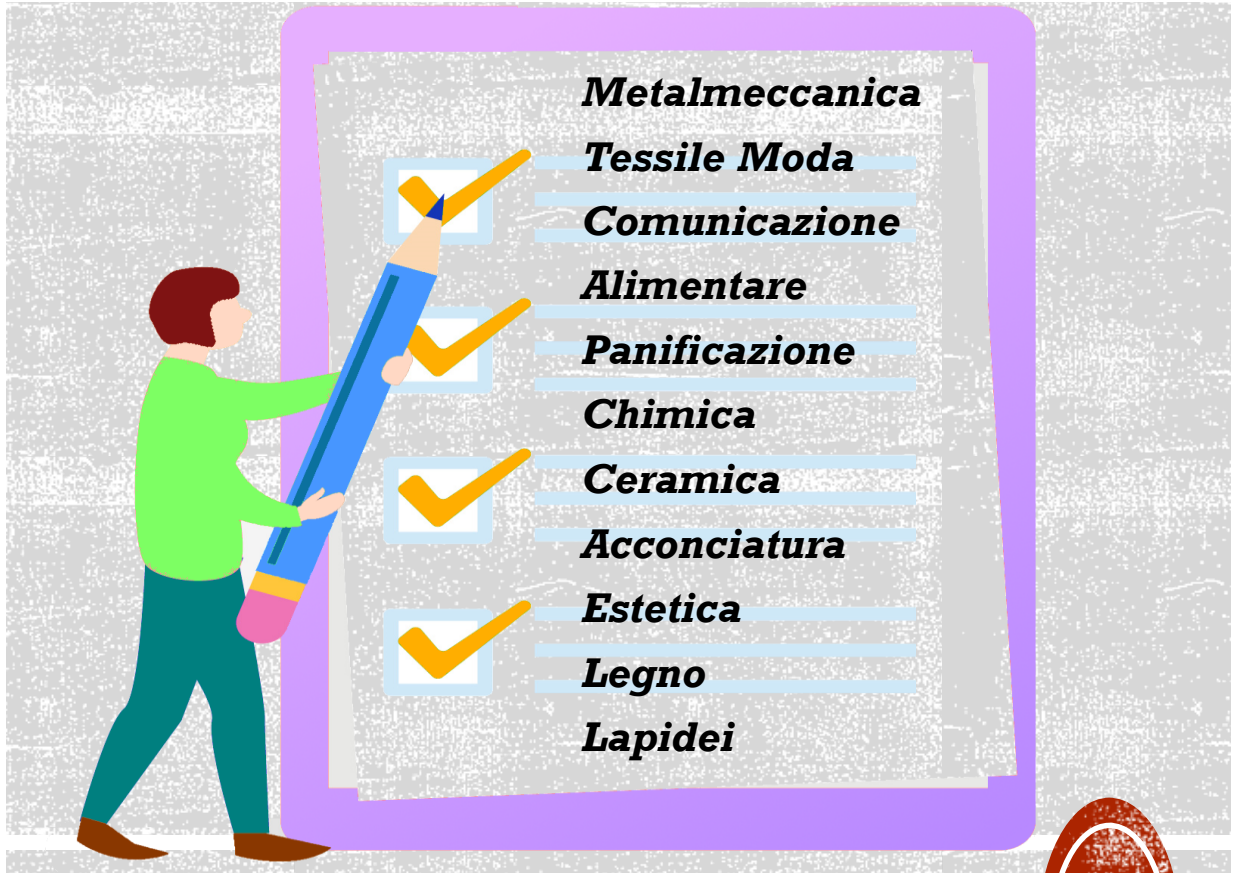 Metalmeccanica
Tessile Moda
Comunicazione
Alimentare
Panificazione
Chimica
Ceramica
Acconciatura
Estetica
Legno
Lapidei